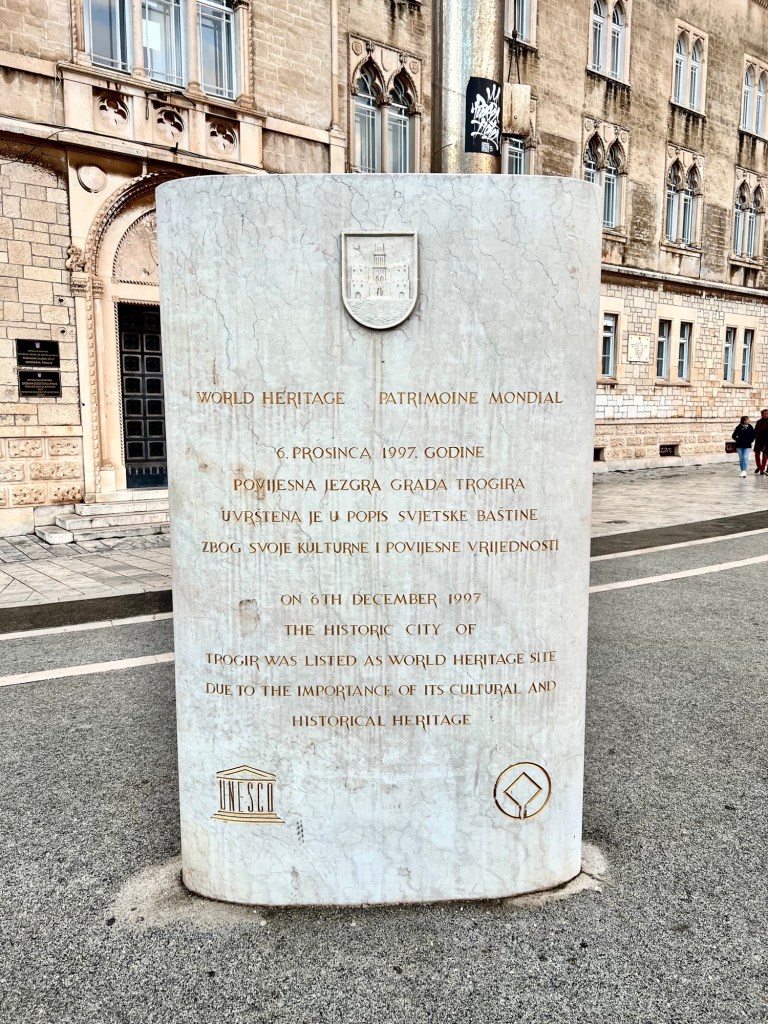 WORLD HERITAGE PATRIMOINE MONDIAL
6. PROSINCA 1997. GODINE
POVIJESNA JEZGRA GRADA TROGIRA
UVRŠTENA JE U POPIS SVJETSKE BAŠTINE
ZBOG SVOJE KULTURNE I POVIJESNE VRIJEDNOSTI
ON 6TH DECEMBER 1997
THE HISTORIC CITY OF
TROGIR WAS LISTED AS WORLD HERITAGE SITE
DUE TO THE IMPORTANCE OF ITS CULTURAL AND
HISTORICAL HERITAGE
UNESCO